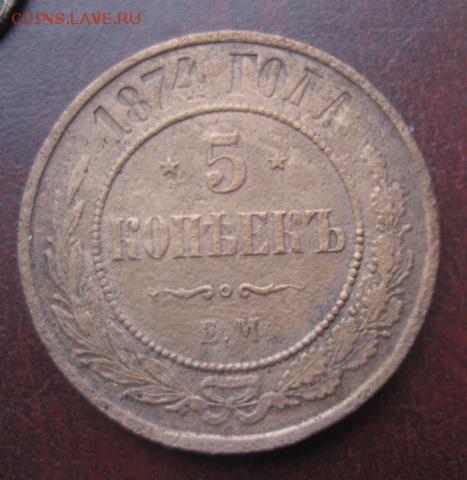 COINS.LAVE.RU
1874 ГОДА
5
КОПѢЕКЪ
Е.М.